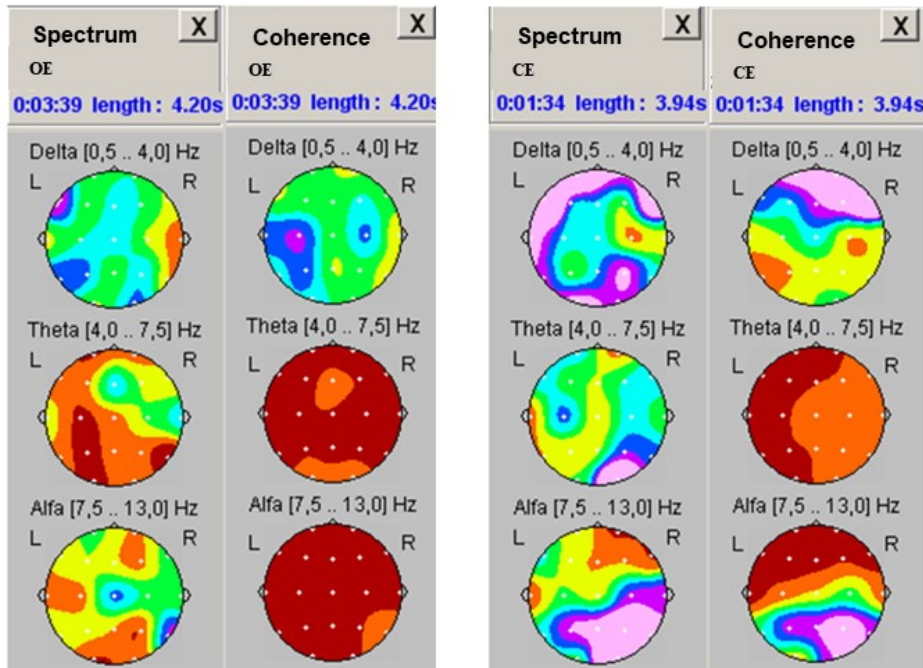 Spectrum X
OE
0:03:39 length : 4.20s
Coherence X
OE
0:03:39 length : 4.20s
Delta [0,5 .. 4,0] Hz
L R
Delta [0,5 .. 4,0] Hz
L R
Theta [4,0 .. 7,5] Hz
L R
Theta [4,0 .. 7,5] Hz
L R
Alfa [7,5 .. 13,0] Hz
L R
Alfa [7,5 .. 13,0] Hz
L R
Spectrum X
CE
0:01:34 length : 3.94s
Coherence X
CE
0:01:34 length : 3.94s
Delta [0,5 .. 4,0] Hz
L R
Delta [0,5 .. 4,0] Hz
L R
Theta [4,0 .. 7,5] Hz
L R
Theta [4,0 .. 7,5] Hz
L R
Alfa [7,5 .. 13,0] Hz
L R
Alfa [7,5 .. 13,0] Hz
L R